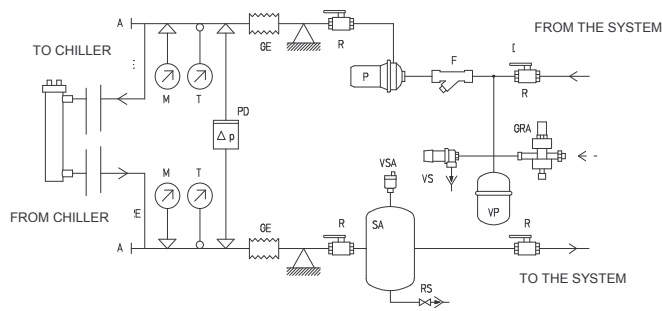 A
FROM THE SYSTEM
TO CHILLER
GE
R
P
F
R
M
T
PD
Δ p
GRA
VS
VSA
M
T
FROM CHILLER
VP
A
GE
R
SA
R
RS
TO THE SYSTEM